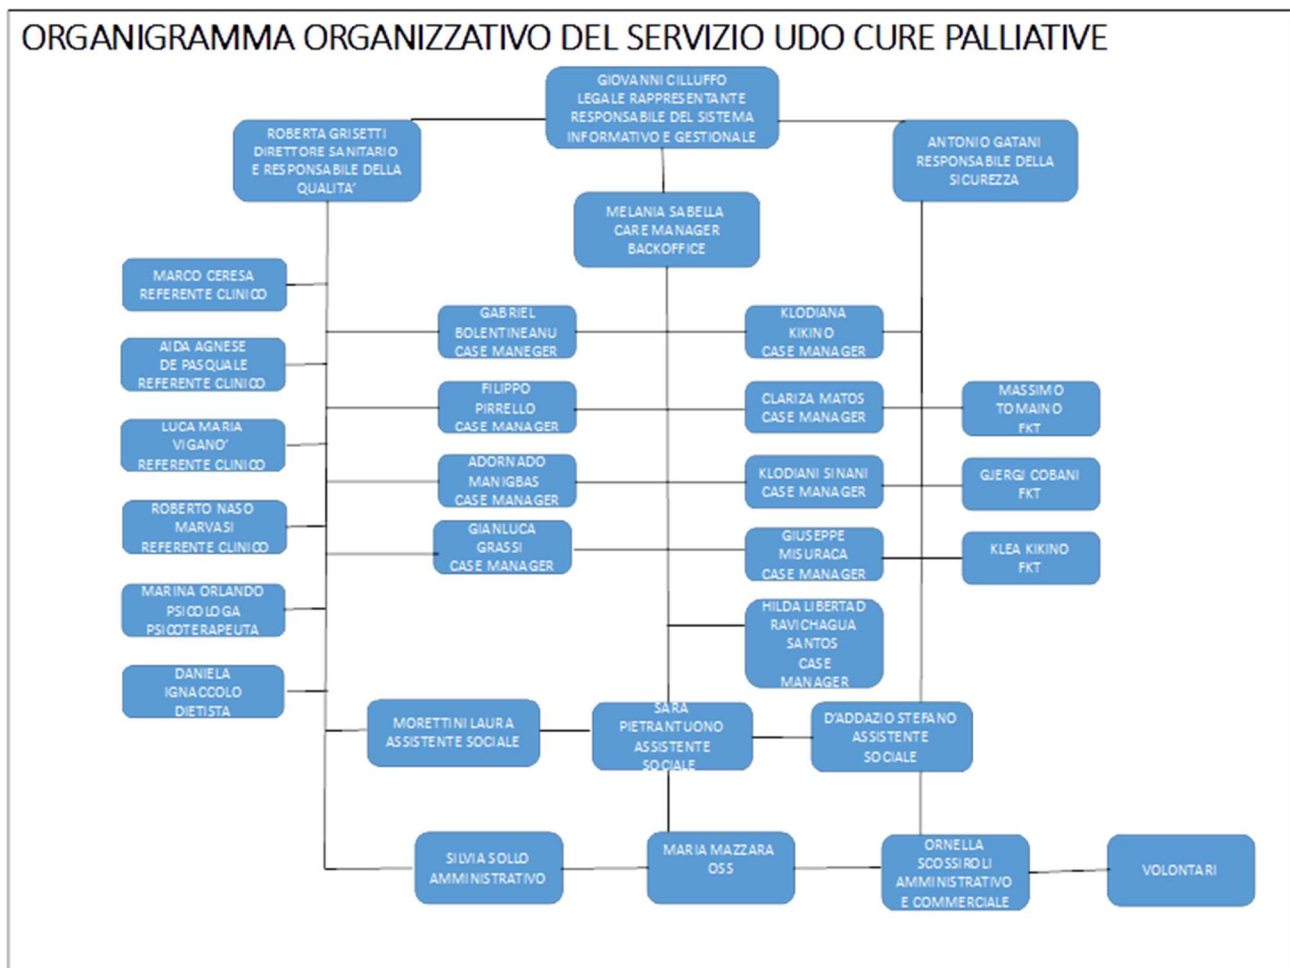 ORGANIGRAMMA ORGANIZZATIVO DEL SERVIZIO UDO CURE PALLIATIVE
GIOVANNI CILLUFFO
LEGALE RAPPRESENTANTE
RESPONSABILE DEL SISTEMA
INFORMATIVO E GESTIONALE
ROBERTA GRISETTI
DIRETTORE SANITARIO
E RESPONSABILE DELLA
QUALITA’
ANTONIO GATANI
RESPONSABILE DELLA
SICUREZZA
MELANIA SABELLA
CARE MANAGER
BACKOFFICE
MARCO CERESA
REFERENTE CLINICO
GABRIEL
BOLENTINEANU
CASE MANEGER
KLODIANA
KIKINO
CASE MANAGER
AIDA AGNESE
DE PASQUALE
REFERENTE CLINICO
FILIPPO
PIRRELLO
CASE MANAGER
CLARIZA MATOS
CASE MANAGER
MASSIMO
TOMAINO
FKT
LUCA MARIA
VIGANO’
REFERENTE CLINICO
ADORNADO
MANIGBAS
CASE MANAGER
KLODIANI SINANI
CASE MANAGER
GJERGJ COBANI
FKT
ROBERTO NASO
MARVASI
REFERENTE CLINICO
GIANLUCA
GRASSI
CASE MANAGER
GIUSEPPE
MISURACA
CASE MANAGER
KLEA KIKINO
FKT
MARINA ORLANDO
PSICOLOGA
PSICOTERAPEUTA
HILDA LIBERTAD
RAVICHAGUA
SANTOS
CASE
MANAGER
DANIELA
IGNACCOLO
DIETISTA
MORETTINI LAURA
ASSISTENTE SOCIALE
SARA
PIETRANTUONO
ASSISTENTE
SOCIALE
D’ADDAZIO STEFANO
ASSISTENTE
SOCIALE
SILVIA SOLLO
AMMINISTRATIVO
MARIA MAZZARA
OSS
ORNELLA
SCOSSIROLI
AMMINISTRATIVO
E COMMERCIALE
VOLONTARI